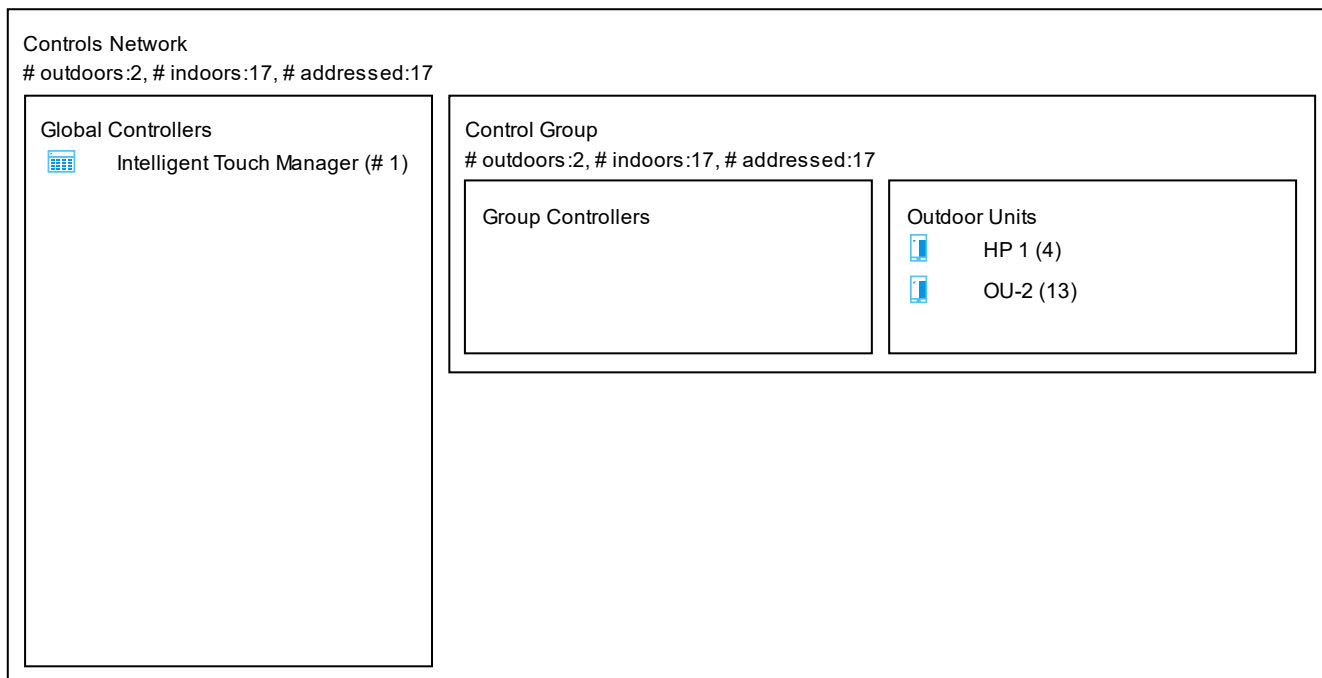 Controls Network
# outdoors:2, # indoors:17, # addressed:17
Global Controllers
Intelligent Touch Manager (# 1)
Control Group
# outdoors:2, # indoors:17, # addressed:17
Group Controllers
Outdoor Units
HP 1 (4)
OU-2 (13)